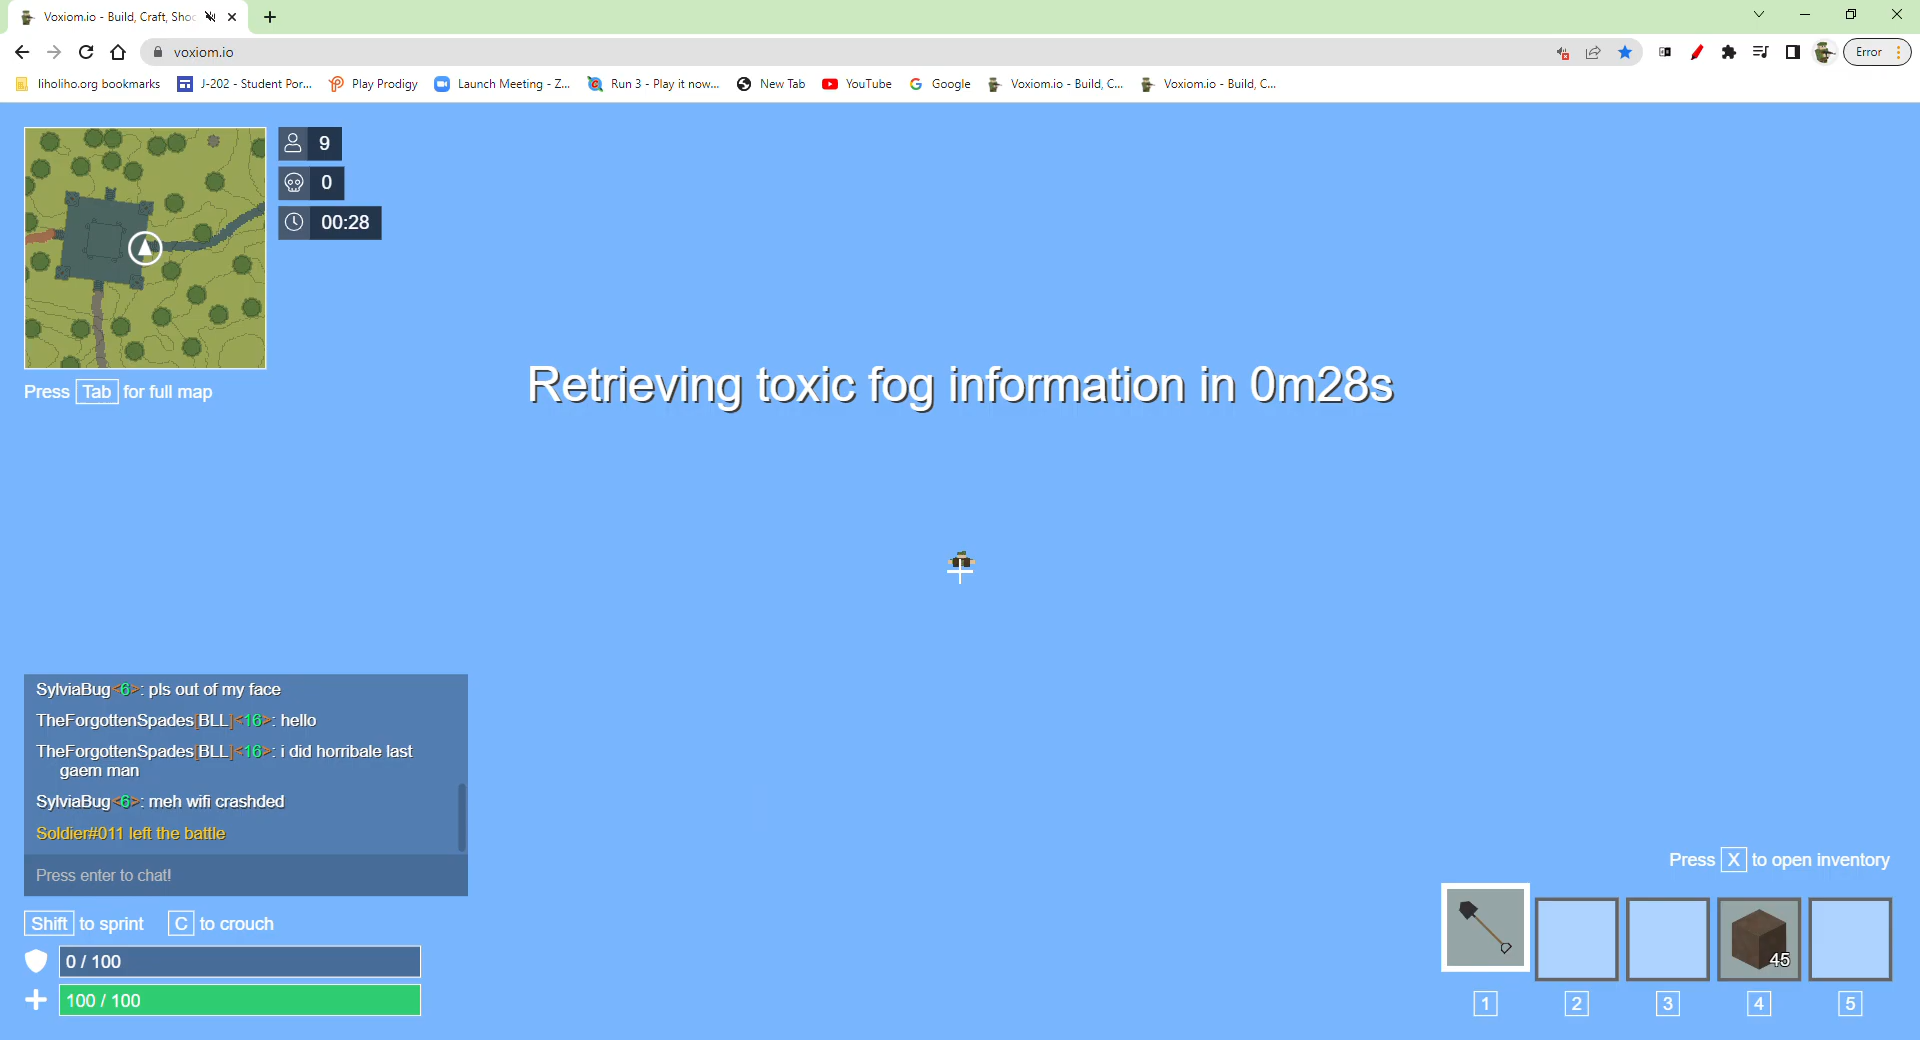 Voxiom.io - Build, Craft, Shoo
voxiom.io
Error
liholiho.org bookmarks
J-202 - Student Por...
Play Prodigy
Launch Meeting - Z...
Run 3 - Play it now...
New Tab
YouTube
Google
Voxiom.io - Build, C...
Voxiom.io - Build, C...
9
0
00:28
Press Tab for full map
Retrieving toxic fog information in 0m28s
SylviaBug<6>: pls out of my face
TheForgottenSpades[BLL]<16>: hello
TheForgottenSpades[BLL]<16>: i did horribale last
gaem man
SylviaBug<6>: meh wifi crashded
Soldier#011 left the battle
Press enter to chat!
Shift to sprint
C to crouch
0 / 100
100 / 100
Press X to open inventory
45
1
2
3
4
5